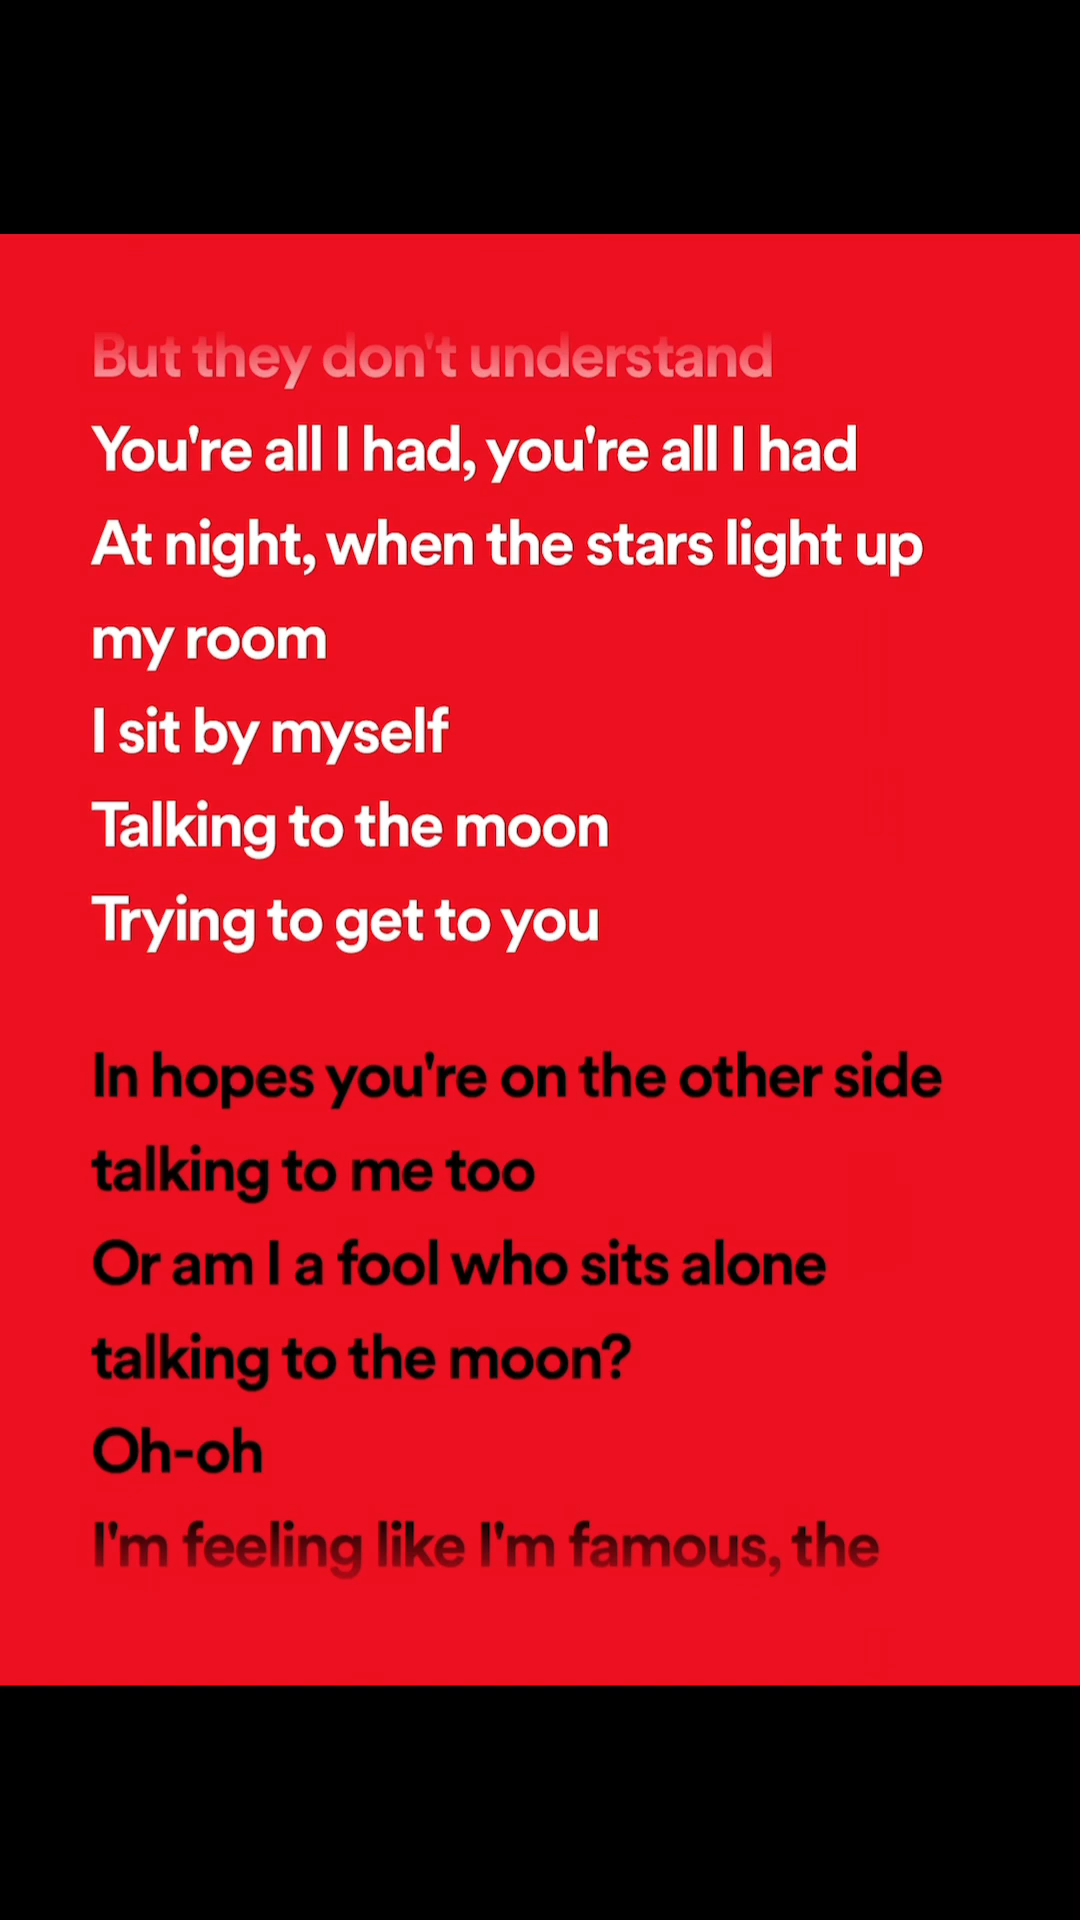 But they don't understand
You're all I had, you're all I had
At night, when the stars light up
my room
I sit by myself
Talking to the moon
Trying to get to you
In hopes you're on the other side
talking to me too
Or am I a fool who sits alone
talking to the moon?
Oh-oh
I'm feeling like I'm famous, the